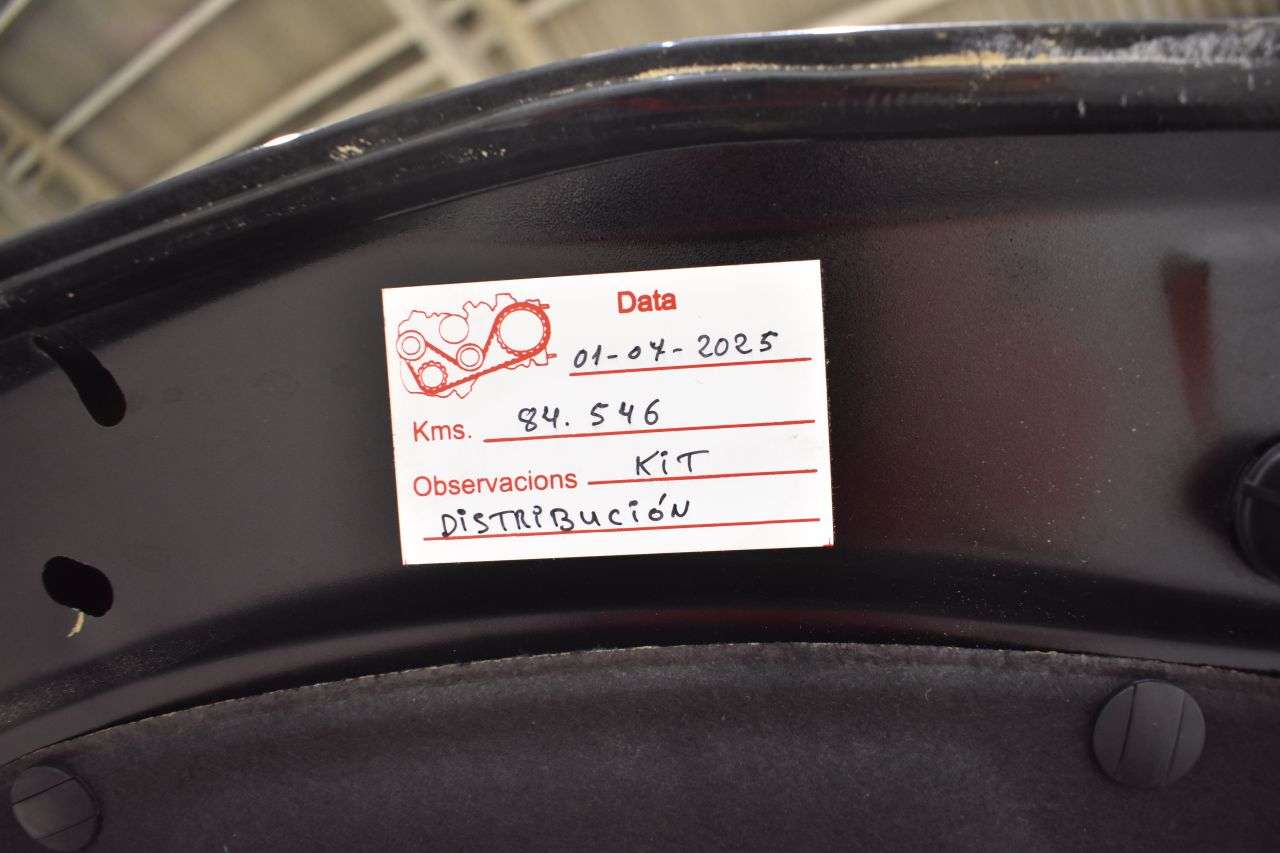 Data
01-04-2025
Kms. 84.546
Observacions KiT
DiSTRiBUCiÓN